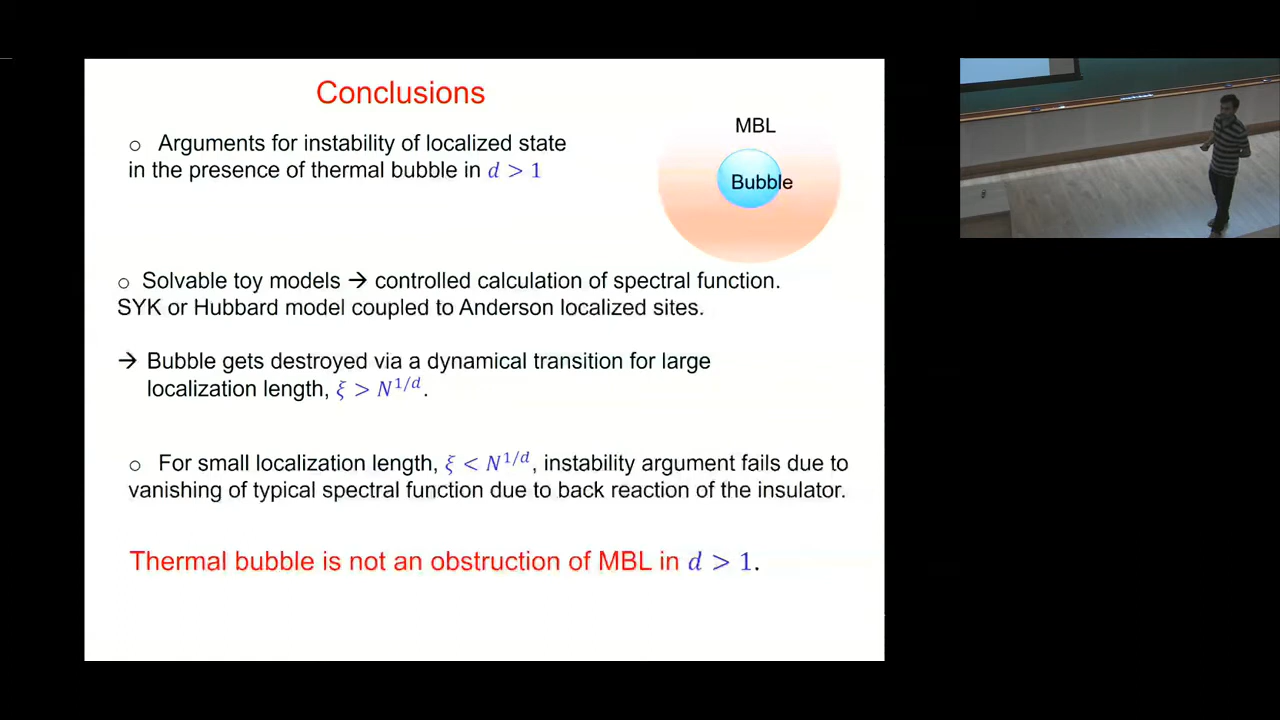 Conclusions
○ Arguments for instability of localized state
in the presence of thermal bubble in d > 1
MBL
Bubble
○ Solvable toy models → controlled calculation of spectral function.
SYK or Hubbard model coupled to Anderson localized sites.
→ Bubble gets destroyed via a dynamical transition for large
localization length, ξ > N^{1/d}.
○ For small localization length, ξ < N^{1/d}, instability argument fails due to
vanishing of typical spectral function due to back reaction of the insulator.
Thermal bubble is not an obstruction of MBL in d > 1.